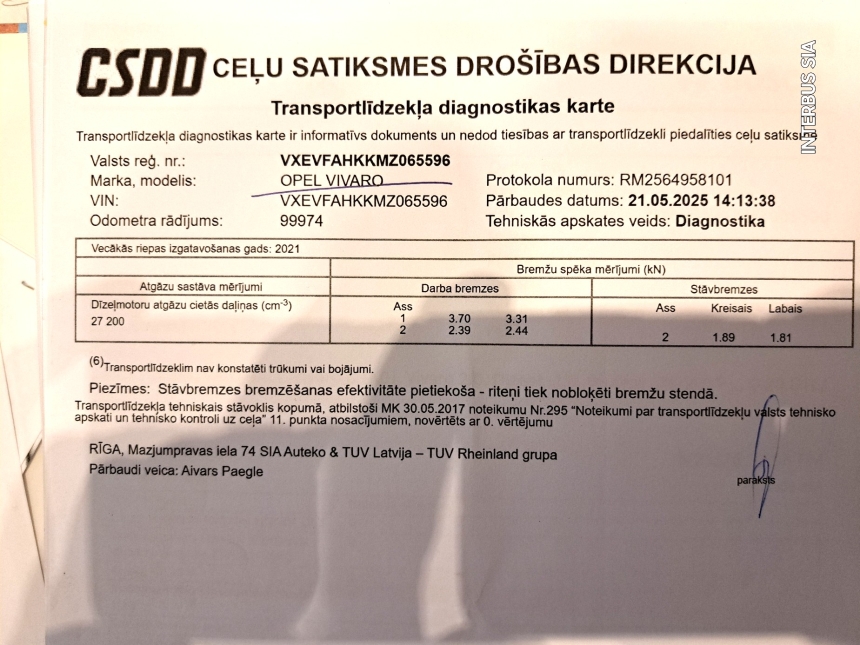 CSDD CEĻU SATIKSMES DROŠĪBAS DIREKCIJA
Transportlīdzekļa diagnostikas karte
Transportlīdzekļa diagnostikas karte ir informatīvs dokuments un nedod tiesības ar transportlīdzekli piedalīties ceļu satiksmē
INTERBUS SIA
Valsts reģ. nr.: VXEVFAHKKMZ065596
Marka, modelis: OPEL VIVARO Protokola numurs: RM2564958101
VIN: VXEVFAHKKMZ065596 Pārbaudes datums: 21.05.2025 14:13:38
Odometra rādījums: 99974 Tehniskās apskates veids: Diagnostika
Vecākās riepas izgatavošanas gads: 2021
Bremžu spēka mērījumi (kN)
Atgāzu sastāva mērījumi Darba bremzes Stāvbremzes
Dīzeļmotoru atgāzu cietās daļiņas (cm-3) Ass Ass Kreisais Labais
27 200 1 3.70 3.31
2 2.39 2.44 2 1.89 1.81
(6)Transportlīdzeklim nav konstatēti trūkumi vai bojājumi.
Piezīmes: Stāvbremzes bremzēšanas efektivitāte pietiekoša - riteņi tiek nobloķēti bremžu stendā.
Transportlīdzekļa tehniskais stāvoklis kopumā, atbilstoši MK 30.05.2017 noteikumu Nr.295 "Noteikumi par transportlīdzekļu valsts tehnisko
apskati un tehnisko kontroli uz ceļa" 11. punkta nosacījumiem, novērtēts ar 0. vērtējumu
RĪGA, Mazjumpravas iela 74 SIA Auteko & TUV Latvija – TUV Rheinland grupa
Pārbaudi veica: Aivars Paegle
paraksts